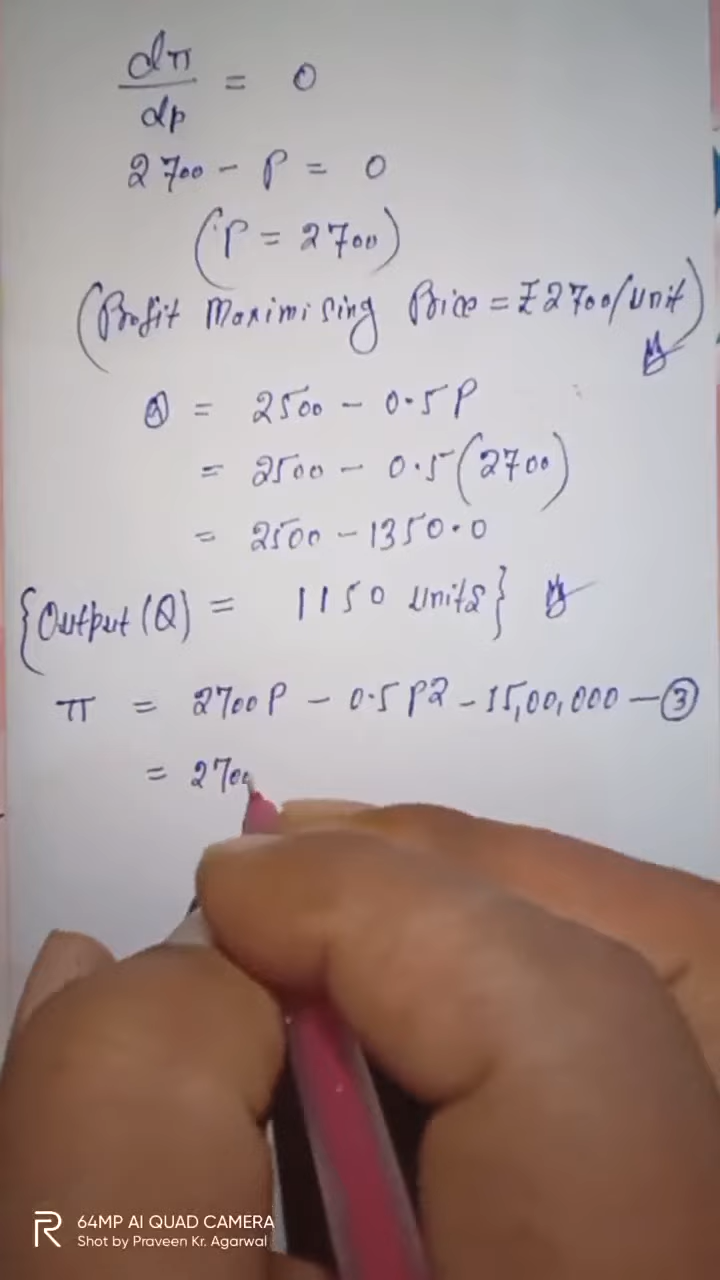 dπ
dp = 0
2700 - P = 0
(P = 2700)
(Profit Maximising Price = ₹2700/Unit)
Q = 2500 - 0.5P
= 2500 - 0.5(2700)
= 2500 - 1350.0
{Output (Q) = 1150 units}
π = 2700P - 0.5P2 - 15,00,000 - ③
= 2700
64MP AI QUAD CAMERA
Shot by Praveen Kr. Agarwal